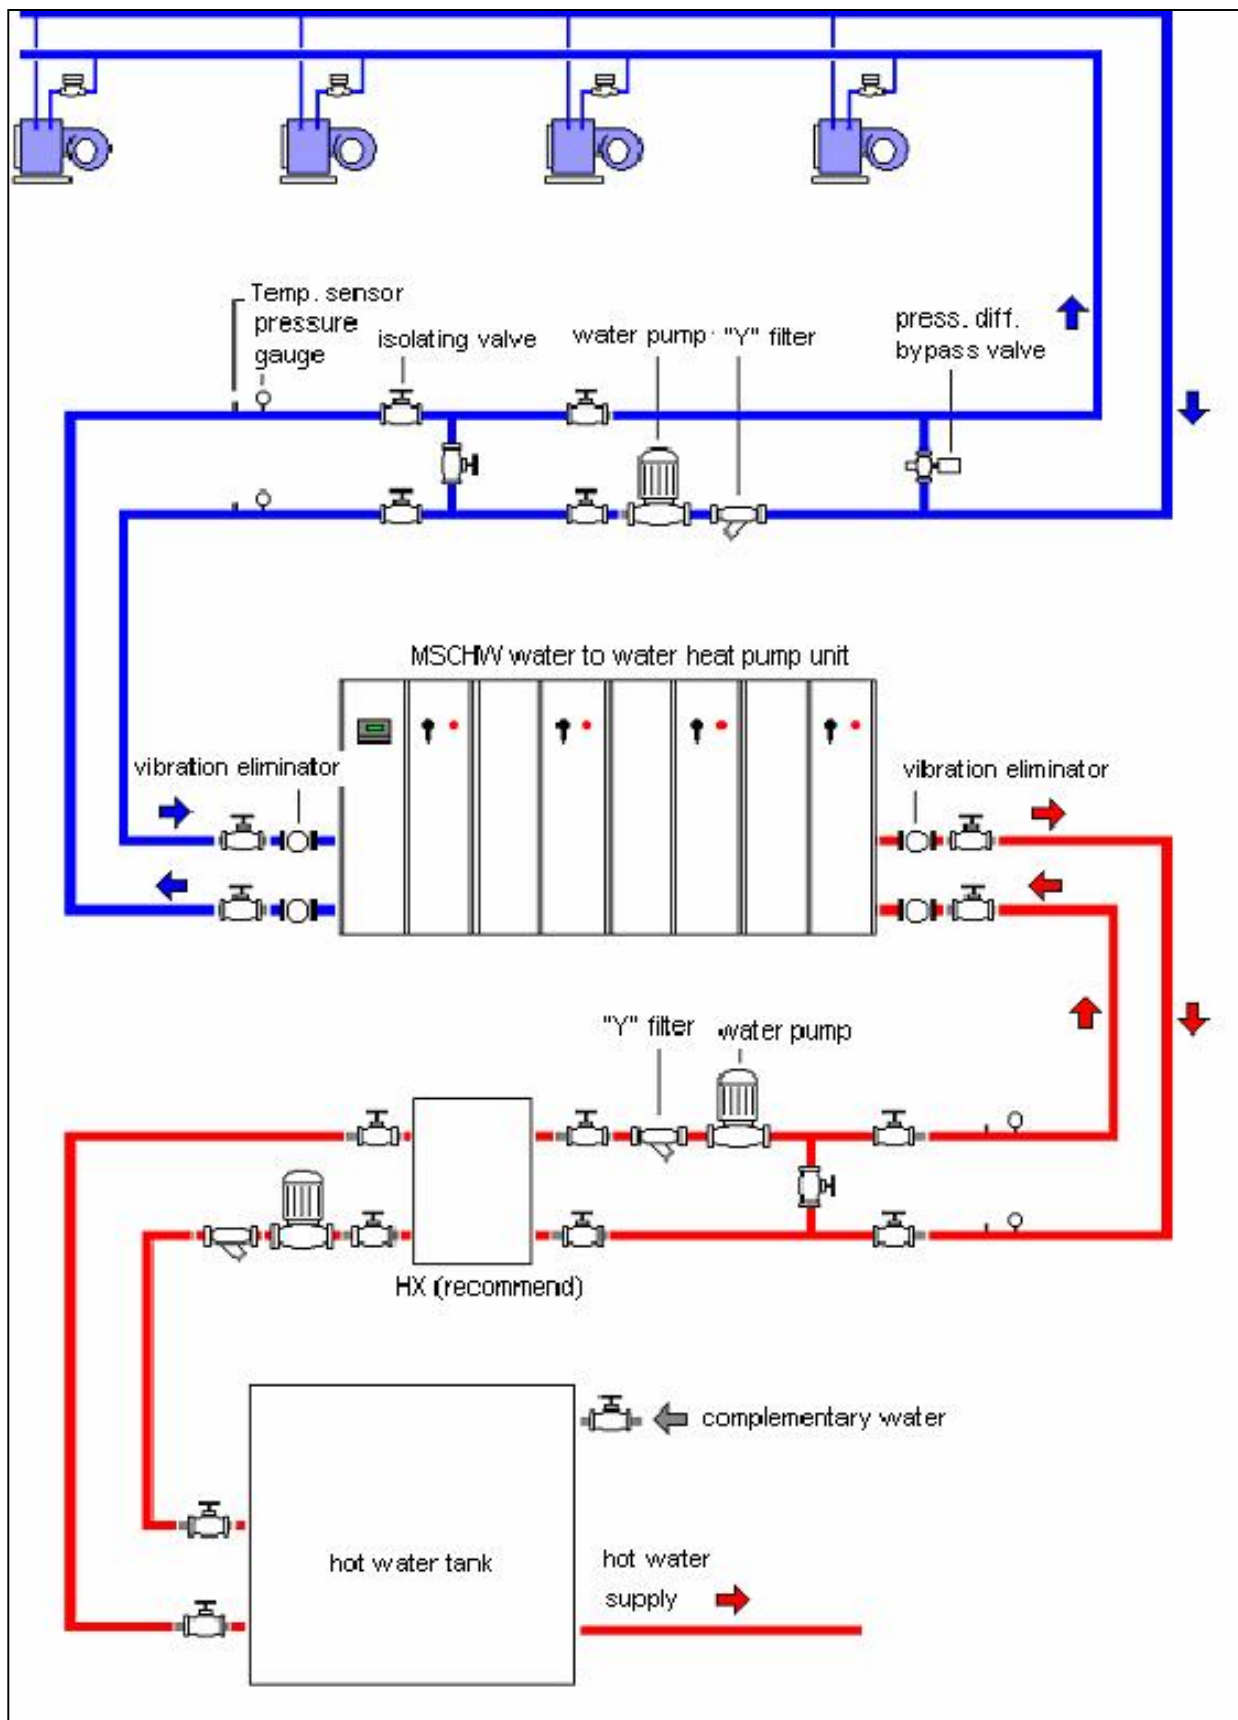 Temp. sensor
pressure
gauge
isolating valve
water pump
"Y" filter
press. diff.
bypass valve
MSCHW water to water heat pump unit
vibration eliminator
vibration eliminator
"Y" filter
water pump
HX (recommend)
complementary water
hot water tank
hot water
supply